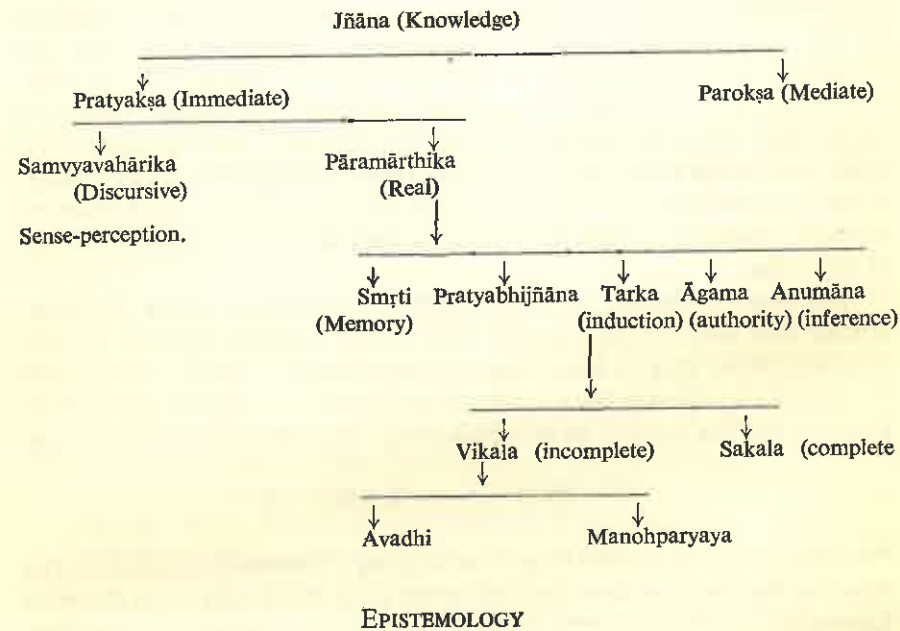 Jñāna (Knowledge)
Pratyakṣa (Immediate)
Parokṣa (Mediate)
Samvyavahārika
(Discursive)
Pāramārthika
(Real)
Sense-perception.
Smṛti Pratyabhijñāna Tarka Āgama Anumāna
(Memory) (induction) (authority) (inference)
Vikala (incomplete) Sakala (complete
Avadhi Manohparyaya
EPISTEMOLOGY